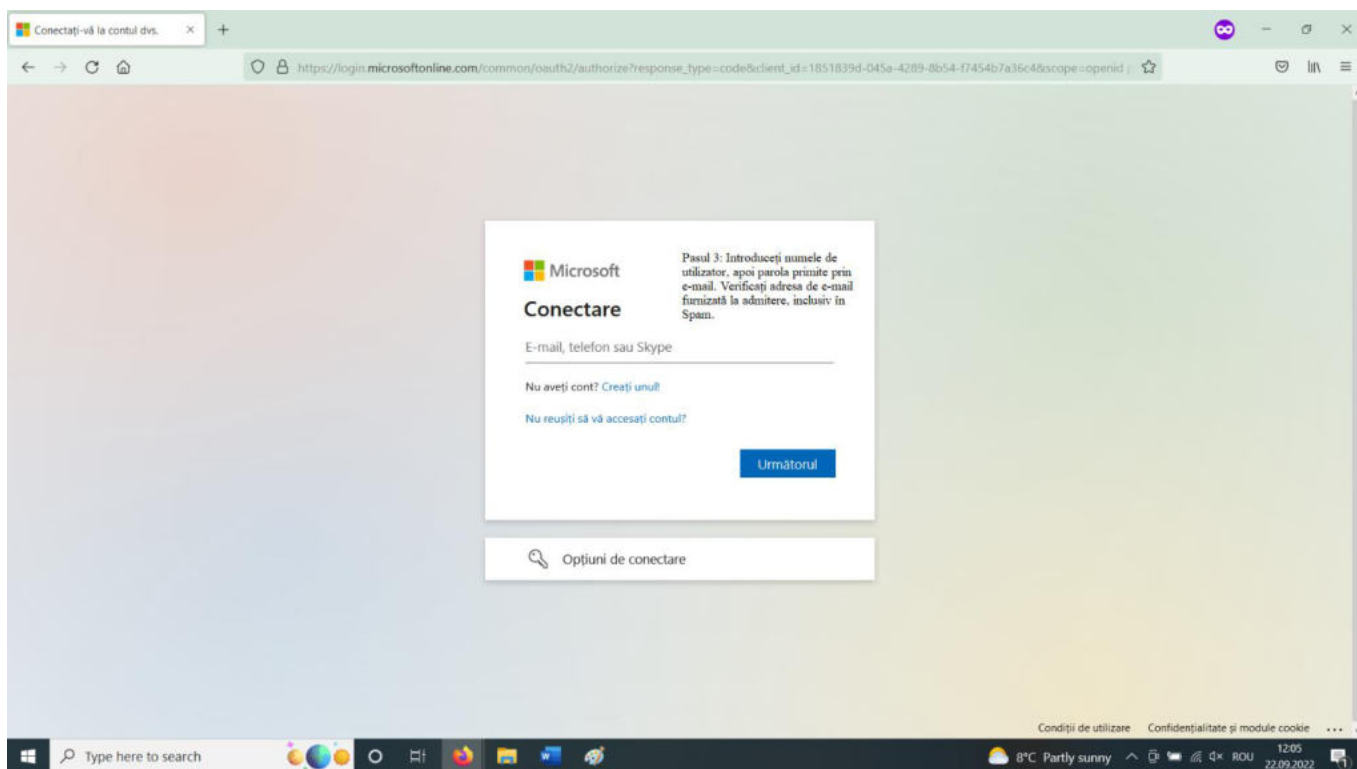 Conectați-vă la contul dvs.
https://login.microsoftonline.com/common/oauth2/authorize?response_type=code&client_id=1851839d-045a-4289-8b54-f7454b7a36c4&scope=openid
Microsoft
Conectare
Pasul 3: Introduceți numele de
utilizator, apoi parola primite prin
e-mail. Verificați adresa de e-mail
furnizată la admitere, inclusiv în
Spam.
E-mail, telefon sau Skype
Nu aveți cont? Creați unul!
Nu reușiți să vă accesați contul?
Următorul
Opțiuni de conectare
Condiții de utilizare Confidențialitate și module cookie ...
Type here to search
8°C Partly sunny
ROU
12:05
22.09.2022